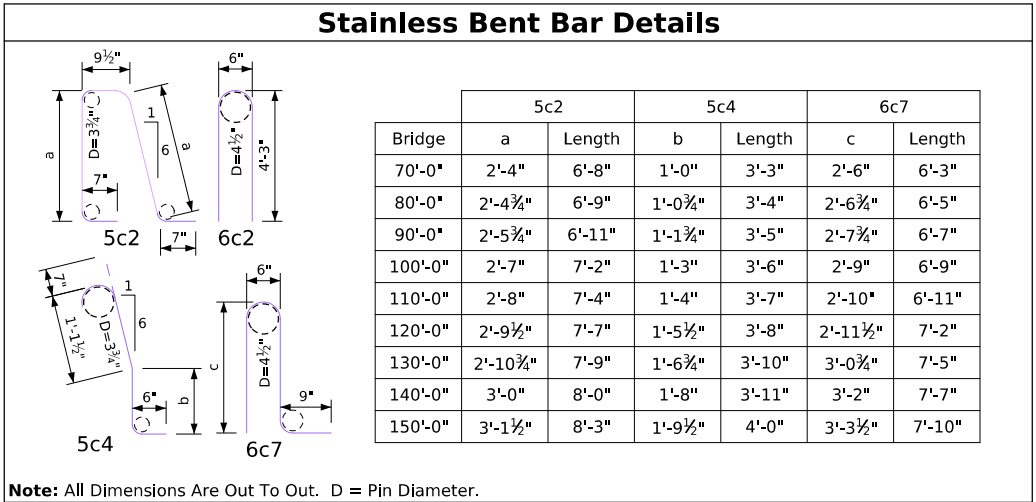 Stainless Bent Bar Details
9½"
6"
a
D=3¾"
1
6
a
D=4½"
4'-3"
7"
5c2
7"
6c2
7"
1
6
1'-1½"
D=3¾"
6"
b
5c4
6"
c
D=4½"
9"
6c7
5c2 5c4 6c7
Bridge a Length b Length c Length
70'-0" 2'-4" 6'-8" 1'-0" 3'-3" 2'-6" 6'-3"
80'-0" 2'-4¾" 6'-9" 1'-0¾" 3'-4" 2'-6¾" 6'-5"
90'-0" 2'-5¾" 6'-11" 1'-1¾" 3'-5" 2'-7¾" 6'-7"
100'-0" 2'-7" 7'-2" 1'-3" 3'-6" 2'-9" 6'-9"
110'-0" 2'-8" 7'-4" 1'-4" 3'-7" 2'-10" 6'-11"
120'-0" 2'-9½" 7'-7" 1'-5½" 3'-8" 2'-11½" 7'-2"
130'-0" 2'-10¾" 7'-9" 1'-6¾" 3'-10" 3'-0¾" 7'-5"
140'-0" 3'-0" 8'-0" 1'-8" 3'-11" 3'-2" 7'-7"
150'-0" 3'-1½" 8'-3" 1'-9½" 4'-0" 3'-3½" 7'-10"
Note: All Dimensions Are Out To Out. D = Pin Diameter.